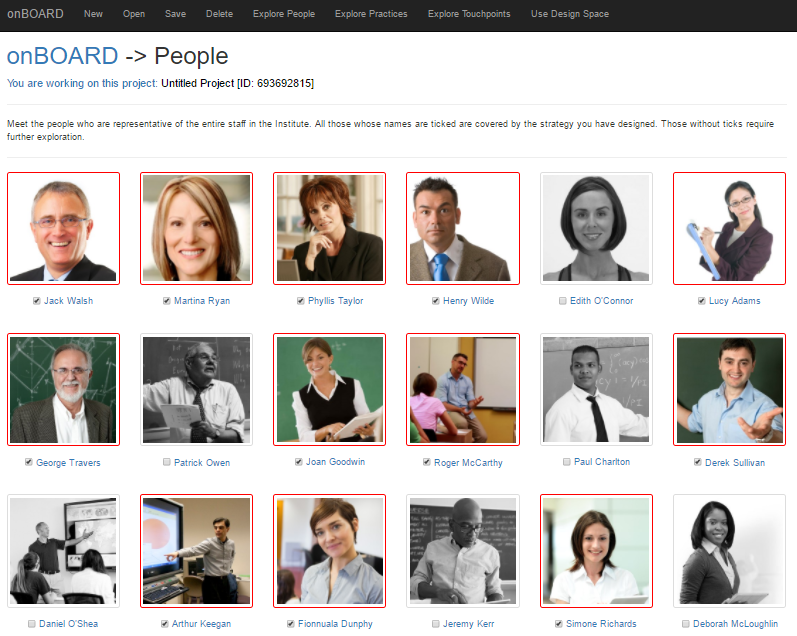 onBOARD New Open Save Delete Explore People Explore Practices Explore Touchpoints Use Design Space
onBOARD -> People
You are working on this project: Untitled Project [ID: 693692815]
Meet the people who are representative of the entire staff in the Institute. All those whose names are ticked are covered by the strategy you have designed. Those without ticks require
further exploration.
Jack Walsh Martina Ryan Phyllis Taylor Henry Wilde Edith O'Connor Lucy Adams
George Travers Patrick Owen Joan Goodwin Roger McCarthy Paul Charlton Derek Sullivan
Daniel O'Shea Arthur Keegan Fionnuala Dunphy Jeremy Kerr Simone Richards Deborah McLoughlin